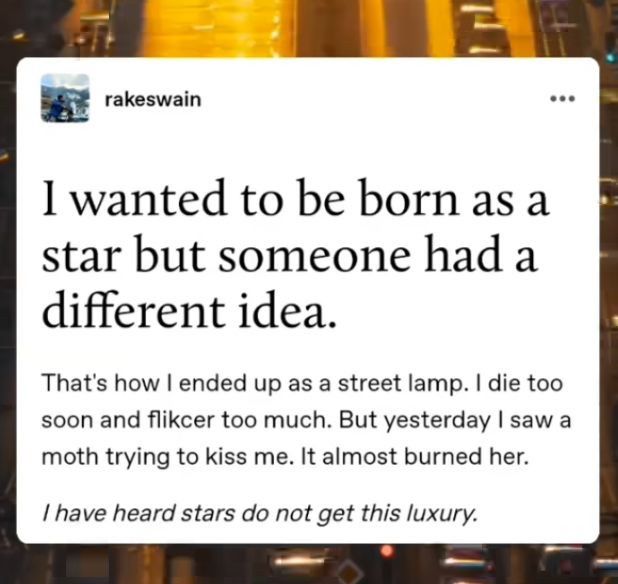 rakeswain
I wanted to be born as a
star but someone had a
different idea.
That's how I ended up as a street lamp. I die too
soon and flikcer too much. But yesterday I saw a
moth trying to kiss me. It almost burned her.
I have heard stars do not get this luxury.